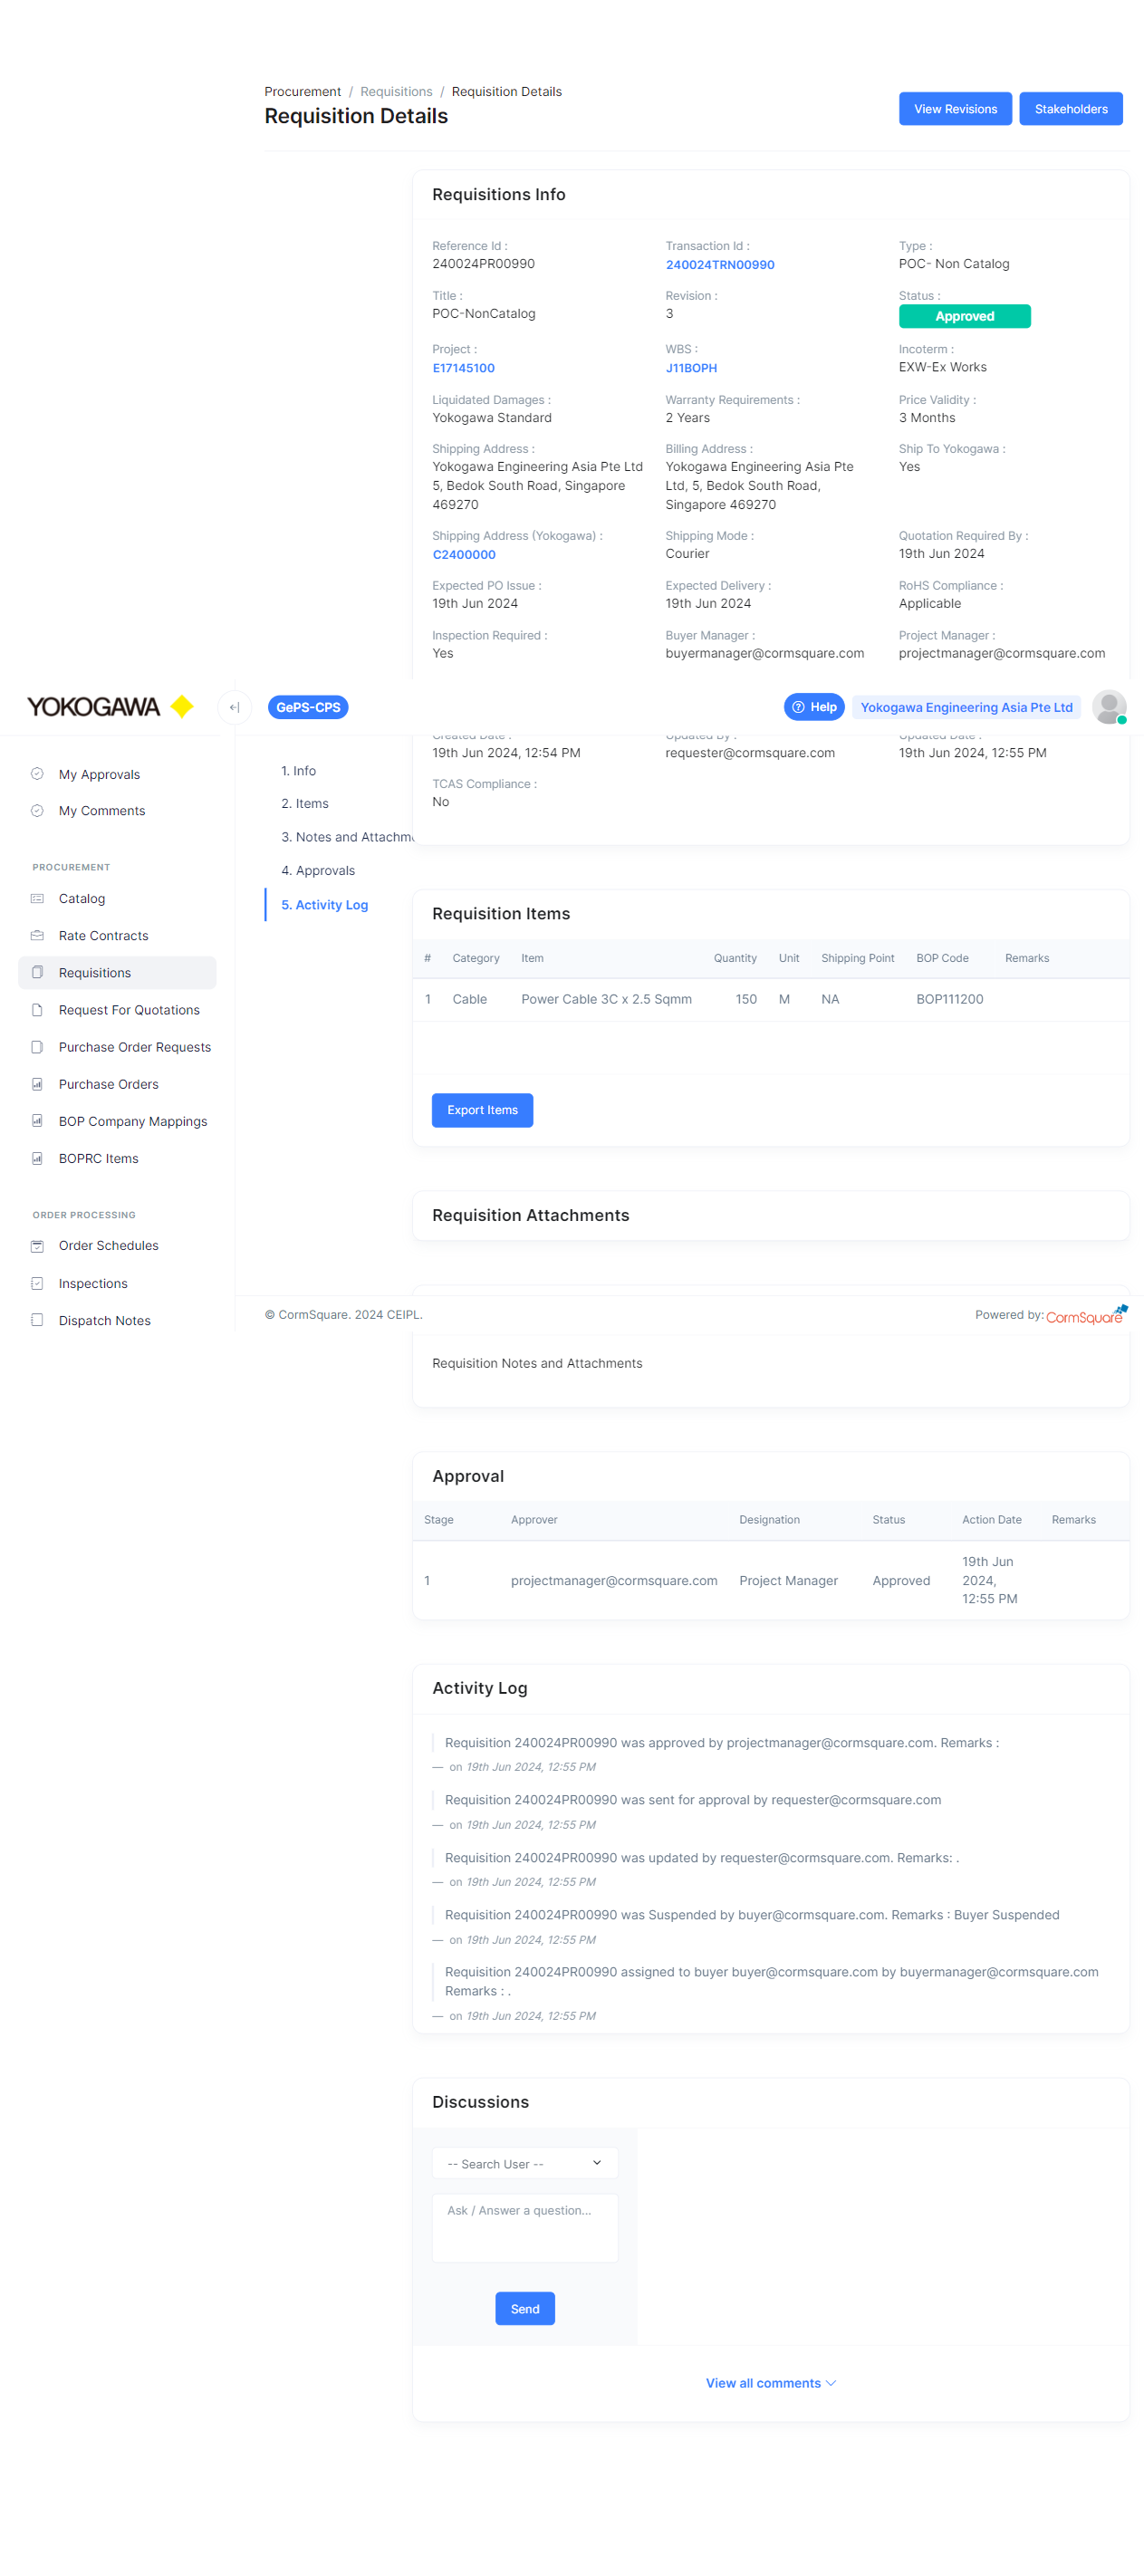 Procurement / Requisitions / Requisition Details
Requisition Details
View Revisions
Stakeholders
Requisitions Info
Reference Id :
240024PR00990
Transaction Id :
240024TRN00990
Type :
POC- Non Catalog
Title :
POC-NonCatalog
Revision :
3
Status :
Approved
Project :
E17145100
WBS :
J11BOPH
Incoterm :
EXW-Ex Works
Liquidated Damages :
Yokogawa Standard
Warranty Requirements :
2 Years
Price Validity :
3 Months
Shipping Address :
Yokogawa Engineering Asia Pte Ltd
5, Bedok South Road, Singapore
469270
Billing Address :
Yokogawa Engineering Asia Pte
Ltd, 5, Bedok South Road,
Singapore 469270
Ship To Yokogawa :
Yes
Shipping Address (Yokogawa) :
C2400000
Shipping Mode :
Courier
Quotation Required By :
19th Jun 2024
Expected PO Issue :
19th Jun 2024
Expected Delivery :
19th Jun 2024
RoHS Compliance :
Applicable
Inspection Required :
Yes
Buyer Manager :
buyermanager@cormsquare.com
Project Manager :
projectmanager@cormsquare.com
YOKOGAWA
GePS-CPS
Help
Yokogawa Engineering Asia Pte Ltd
Created Date :
19th Jun 2024, 12:54 PM
Updated By :
requester@cormsquare.com
Updated Date :
19th Jun 2024, 12:55 PM
TCAS Compliance :
No
My Approvals
My Comments
PROCUREMENT
Catalog
Rate Contracts
Requisitions
Request For Quotations
Purchase Order Requests
Purchase Orders
BOP Company Mappings
BOPRC Items
ORDER PROCESSING
Order Schedules
Inspections
Dispatch Notes
1. Info
2. Items
3. Notes and Attachm
4. Approvals
5. Activity Log
Requisition Items
# Category Item Quantity Unit Shipping Point BOP Code Remarks
1 Cable Power Cable 3C x 2.5 Sqmm 150 M NA BOP111200
Export Items
Requisition Attachments
© CormSquare. 2024 CEIPL.
Powered by: CormSquare
Requisition Notes and Attachments
Approval
Stage Approver Designation Status Action Date Remarks
1 projectmanager@cormsquare.com Project Manager Approved 19th Jun
2024,
12:55 PM
Activity Log
Requisition 240024PR00990 was approved by projectmanager@cormsquare.com. Remarks :
— on 19th Jun 2024, 12:55 PM
Requisition 240024PR00990 was sent for approval by requester@cormsquare.com
— on 19th Jun 2024, 12:55 PM
Requisition 240024PR00990 was updated by requester@cormsquare.com. Remarks: .
— on 19th Jun 2024, 12:55 PM
Requisition 240024PR00990 was Suspended by buyer@cormsquare.com. Remarks : Buyer Suspended
— on 19th Jun 2024, 12:55 PM
Requisition 240024PR00990 assigned to buyer buyer@cormsquare.com by buyermanager@cormsquare.com
Remarks : .
— on 19th Jun 2024, 12:55 PM
Discussions
-- Search User --
Ask / Answer a question...
Send
View all comments